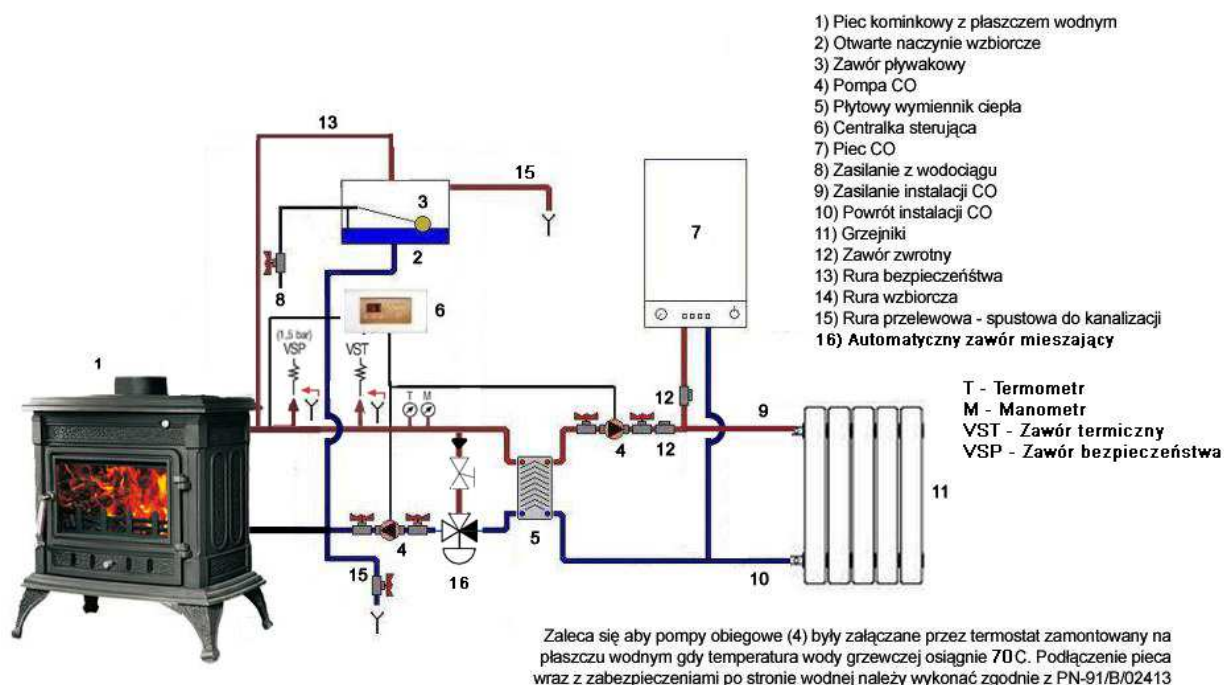 1) Piec kominkowy z płaszczem wodnym
2) Otwarte naczynie wzbiorcze
3) Zawór pływakowy
4) Pompa CO
5) Płytowy wymiennik ciepła
6) Centralka sterująca
7) Piec CO
8) Zasilanie z wodociągu
9) Zasilanie instalacji CO
10) Powrót instalacji CO
11) Grzejniki
12) Zawór zwrotny
13) Rura bezpieczeńśtwa
14) Rura wzbiorcza
15) Rura przelewowa - spustowa do kanalizacji
16) Automatyczny zawór mieszający
T - Termometr
M - Manometr
VST - Zawór termiczny
VSP - Zawór bezpieczeństwa
13
15
3
2
7
8
6
(1,5 bar)
VSP
VST
1
T M
12
9
4
12
11
4
5
15
16
10
Zaleca się aby pompy obiegowe (4) były załączane przez termostat zamontowany na
płaszczu wodnym gdy temperatura wody grzewczej osiągnie 70C. Podłączenie pieca
wraz z zabezpieczeniami po stronie wodnej należy wykonać zgodnie z PN-91/B/02413